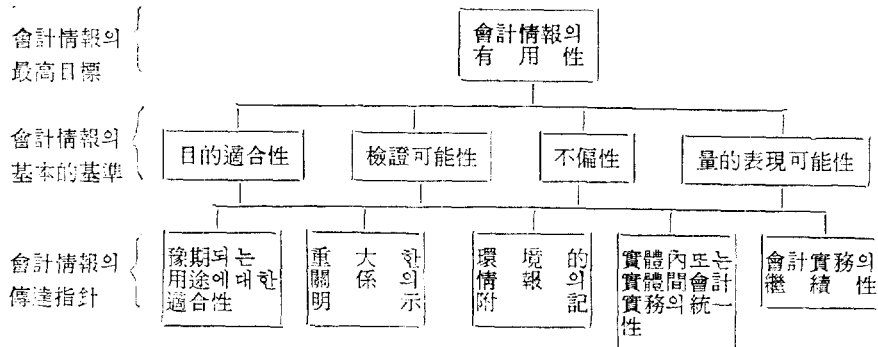 會計情報의
最高目標
會計情報의
有用性
會計情報의
基本的基準
目的適合性
檢證可能性
不偏性
量的表現可能性
會計情報의
傳達指針
豫期되는
用途에대한
適合性
重大한
關係의
明示
環境的
情報의
附記
實體內또는
實體間會計
實務의統一
性
會計實務의
繼續性